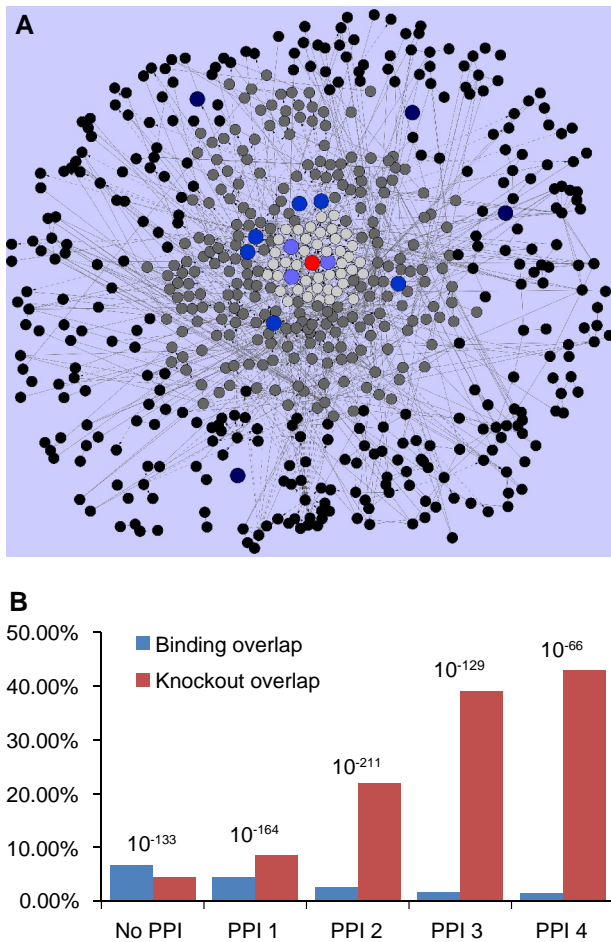 A
B
50.00%
40.00%
30.00%
20.00%
10.00%
0.00%
Binding overlap
Knockout overlap
10-133
10-164
10-211
10-129
10-66
No PPI
PPI 1
PPI 2
PPI 3
PPI 4